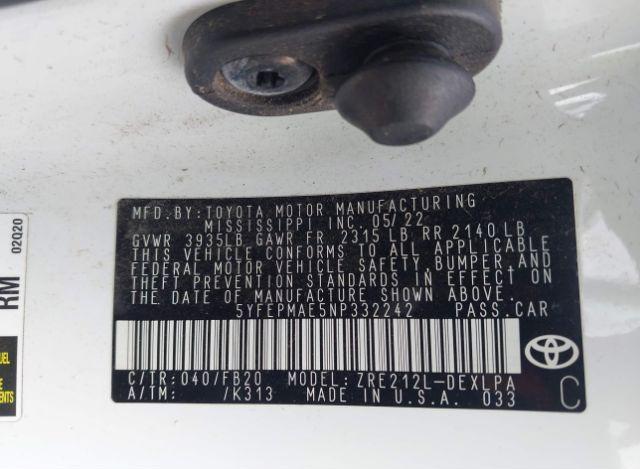 MFD.BY:TOYOTA MOTOR MANUFACTURING
MISSISSIPPI INC. 05/22
GVWR 3935LB GAWR FR 2315 LB, RR 2140 LB
THIS VEHICLE CONFORMS TO ALL APPLICABLE
FEDERAL MOTOR VEHICLE SAFETY, BUMPER, AND
THEFT PREVENTION STANDARDS IN EFFECT ON
THE DATE OF MANUFACTURE SHOWN ABOVE.
5YFEPMAE5NP332242 PASS.CAR
C/TR:040/FB20 MODEL: ZRE212L-DEXLPA
A/TM: /K313 MADE IN U.S.A. 033
C
RM 02Q20